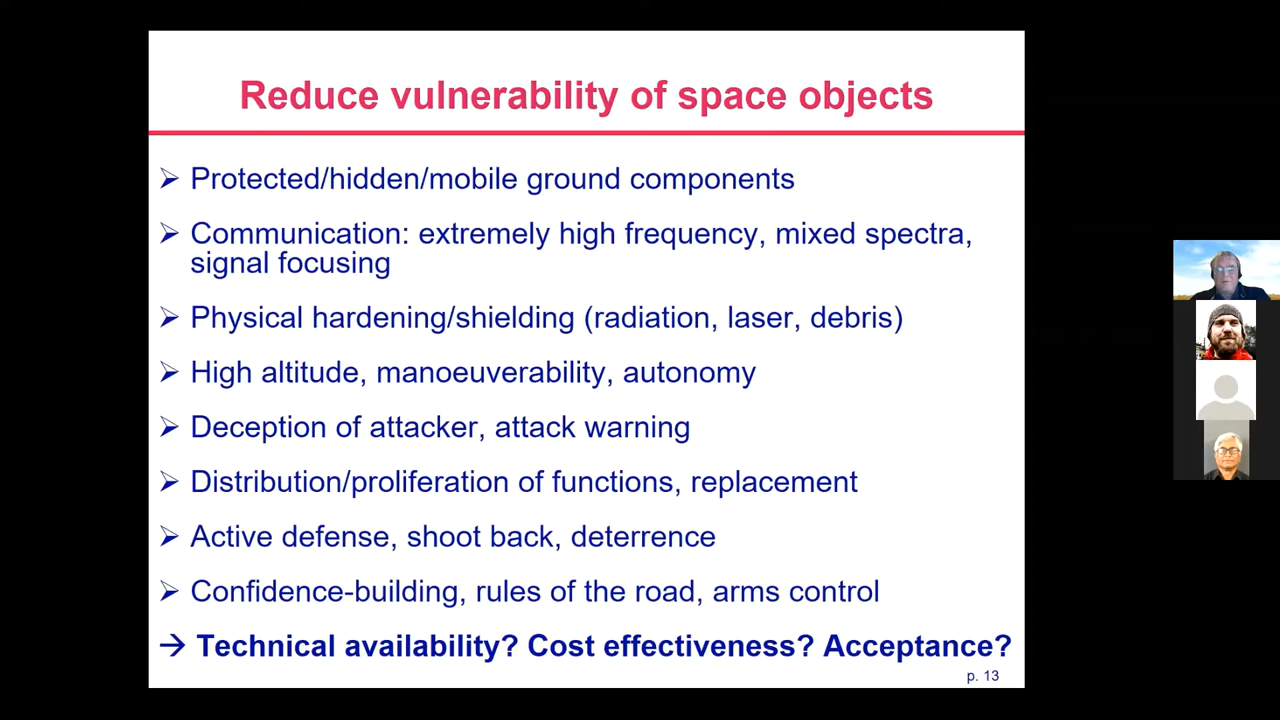 Reduce vulnerability of space objects
Protected/hidden/mobile ground components
Communication: extremely high frequency, mixed spectra,
signal focusing
Physical hardening/shielding (radiation, laser, debris)
High altitude, manoeuverability, autonomy
Deception of attacker, attack warning
Distribution/proliferation of functions, replacement
Active defense, shoot back, deterrence
Confidence-building, rules of the road, arms control
→ Technical availability? Cost effectiveness? Acceptance?
p. 13